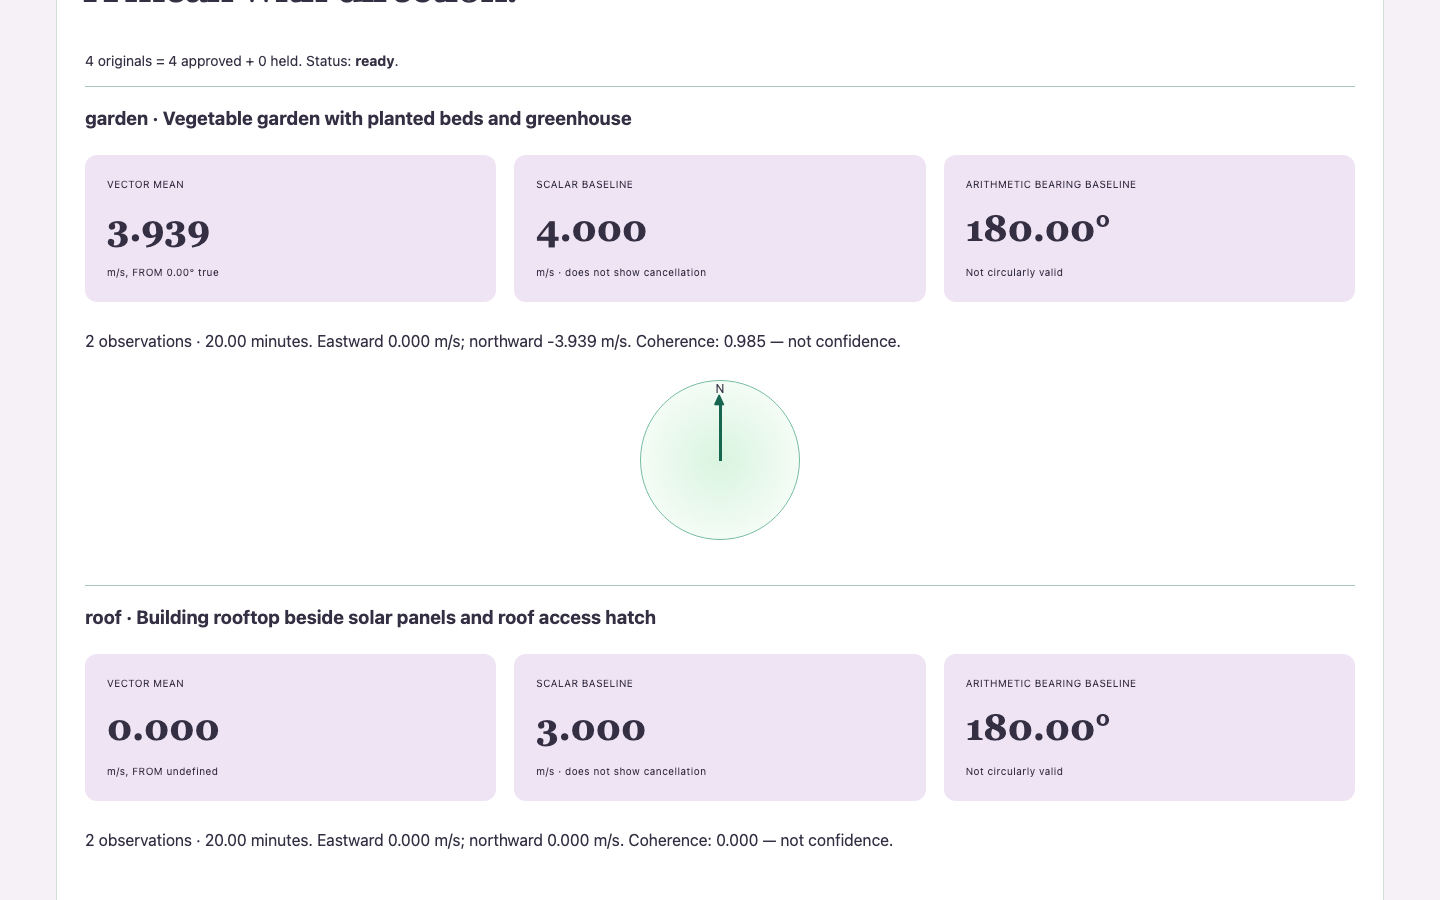 4 originals = 4 approved + 0 held. Status: ready.
garden · Vegetable garden with planted beds and greenhouse
VECTOR MEAN
3.939
m/s, FROM 0.00° true
SCALAR BASELINE
4.000
m/s · does not show cancellation
ARITHMETIC BEARING BASELINE
180.00°
Not circularly valid
2 observations · 20.00 minutes. Eastward 0.000 m/s; northward -3.939 m/s. Coherence: 0.985 — not confidence.
N
roof · Building rooftop beside solar panels and roof access hatch
VECTOR MEAN
0.000
m/s, FROM undefined
SCALAR BASELINE
3.000
m/s · does not show cancellation
ARITHMETIC BEARING BASELINE
180.00°
Not circularly valid
2 observations · 20.00 minutes. Eastward 0.000 m/s; northward 0.000 m/s. Coherence: 0.000 — not confidence.